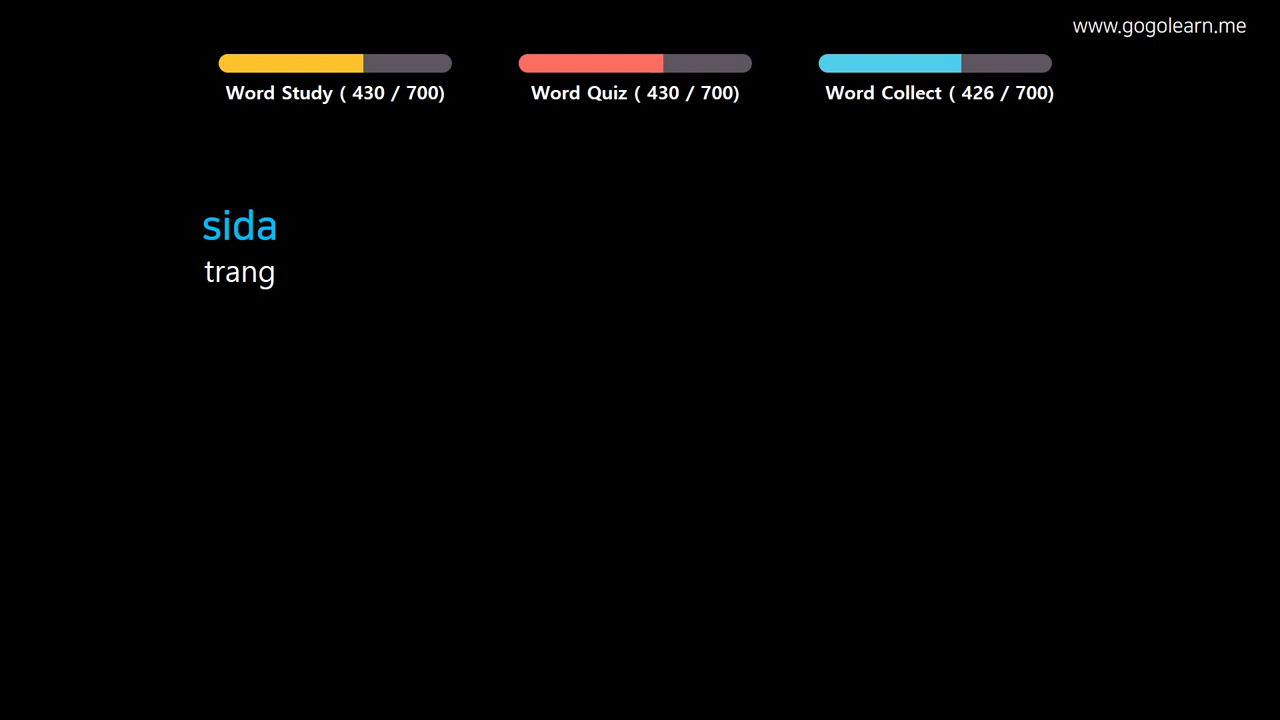 www.gogolearn.me
Word Study ( 430 / 700)
Word Quiz ( 430 / 700)
Word Collect ( 426 / 700)
sida
trang